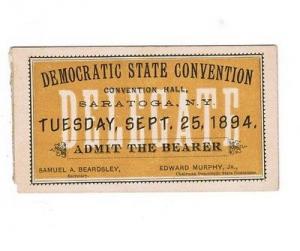 DEMOCRATIC STATE CONVENTION
CONVENTION HALL,
SARATOGA, N.Y.
DELEGATE
TUESDAY, SEPT. 25, 1894.
ADMIT THE BEARER
SAMUEL A. BEARDSLEY, EDWARD MURPHY, JR.,
Secretary. Chairman Democratic State Committee.